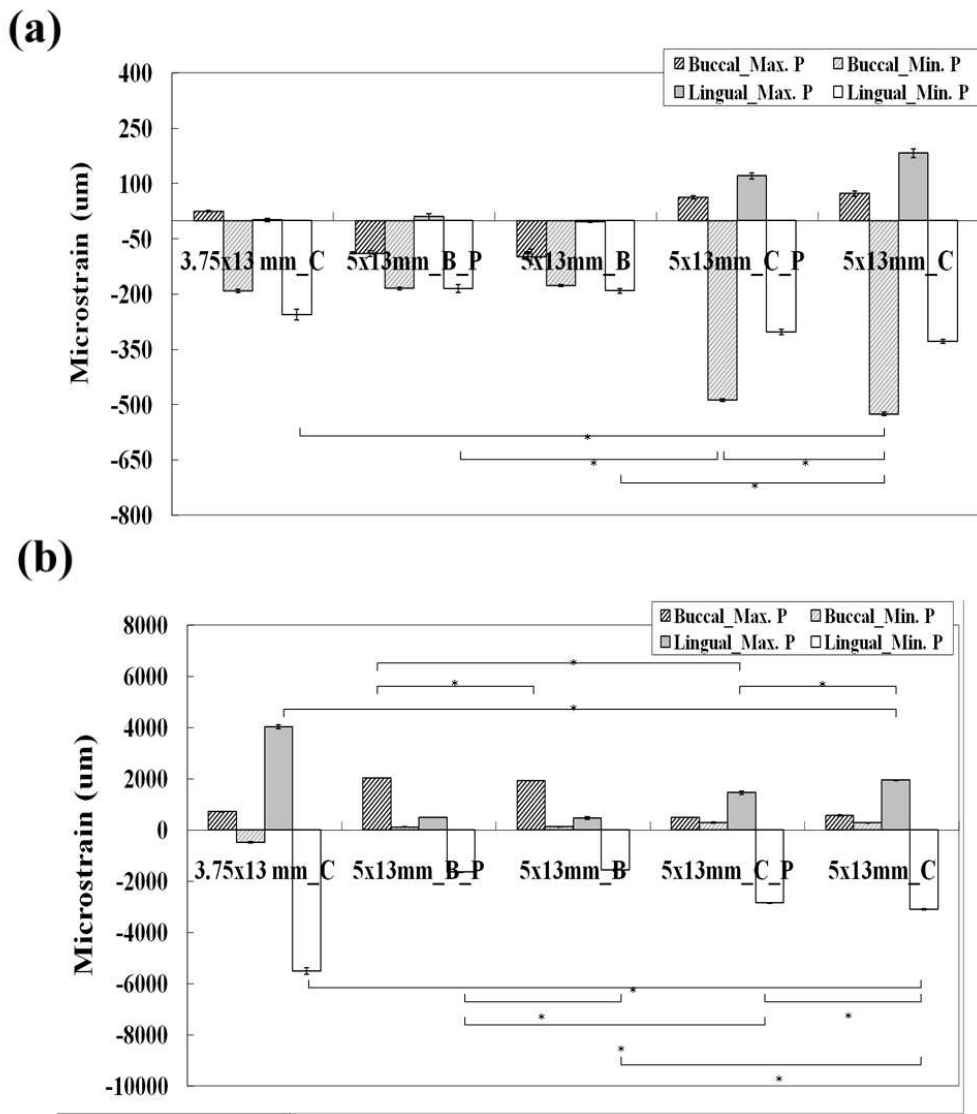 (a)
Buccal_Max. P Buccal_Min. P
Lingual_Max. P Lingual_Min. P
400
250
100
-50
-200
-350
-500
-650
-800
Microstrain (um)
3.75x13 mm_C 5x13mm_B_P 5x13mm_B 5x13mm_C_P 5x13mm_C
*
* *
*
(b)
Buccal_Max. P Buccal_Min. P
Lingual_Max. P Lingual_Min. P
8000
6000
4000
2000
0
-2000
-4000
-6000
-8000
-10000
Microstrain (um)
*
* *
*
3.75x13 mm_C 5x13mm_B_P 5x13mm_B 5x13mm_C_P 5x13mm_C
*
* *
*
*